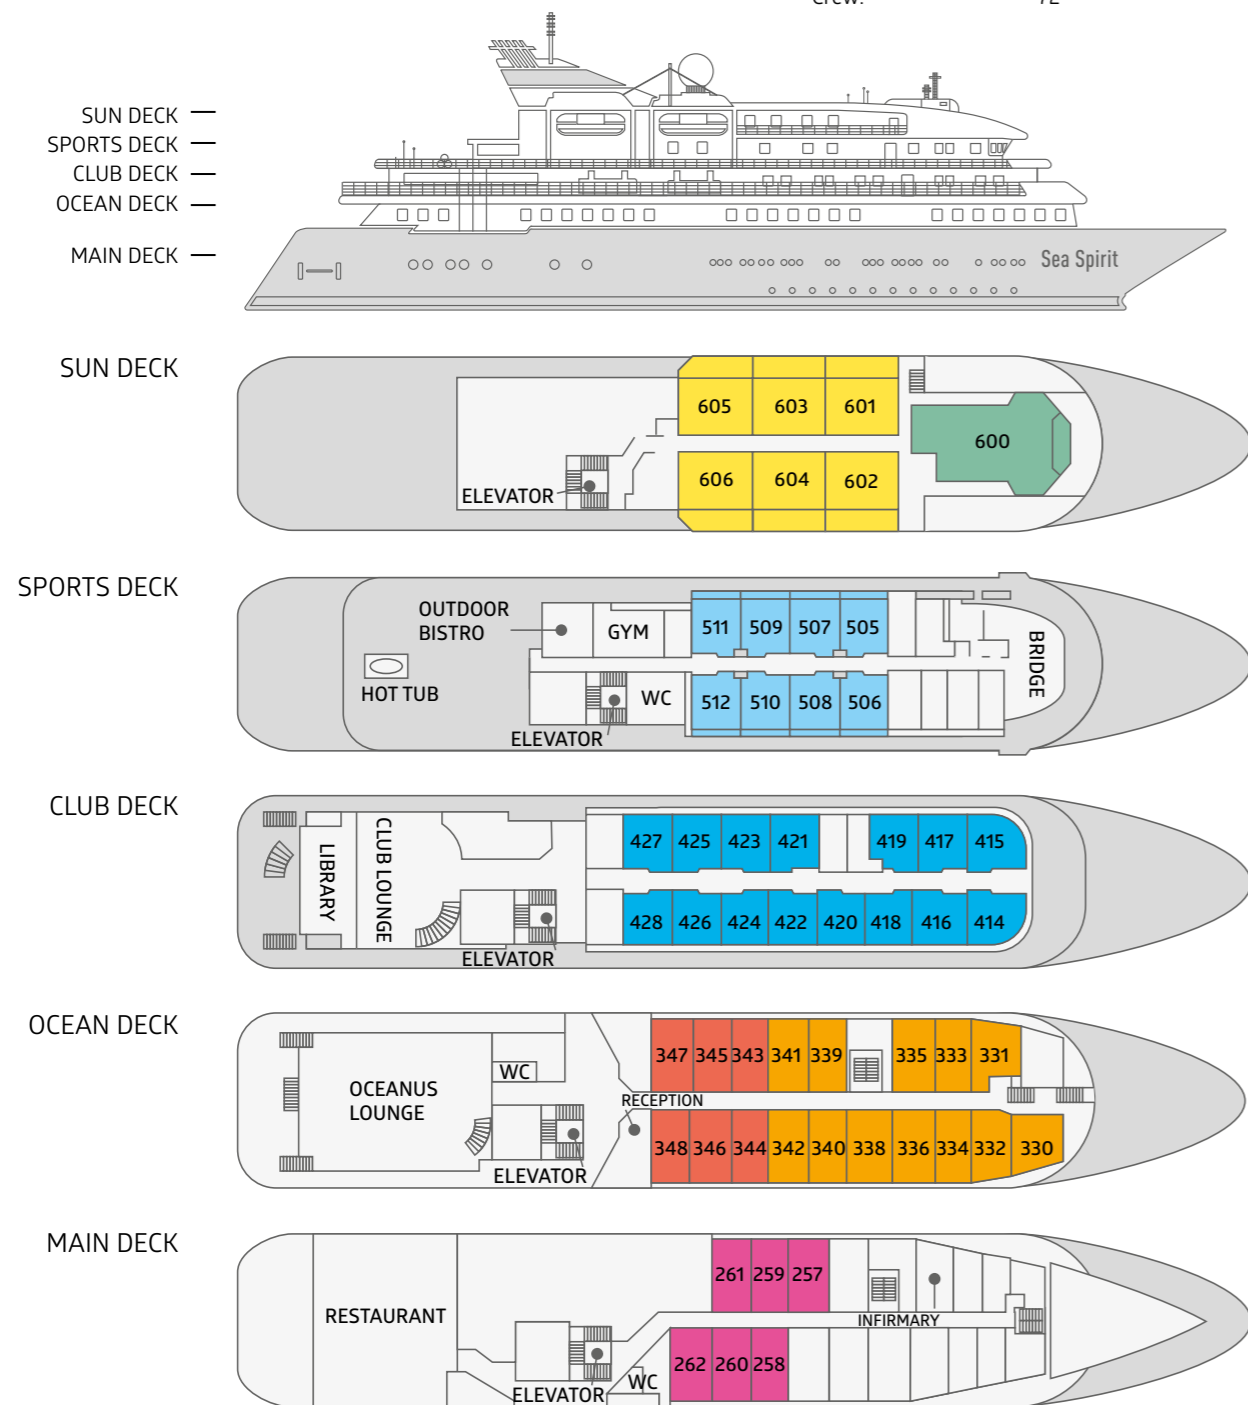 SUN DECK
SPORTS DECK
CLUB DECK
OCEAN DECK
MAIN DECK
Sea Spirit
SUN DECK
605 603 601
600
606 604 602
ELEVATOR
SPORTS DECK
OUTDOOR
BISTRO
GYM
511 509 507 505
BRIDGE
HOT TUB
WC
512 510 508 506
ELEVATOR
CLUB DECK
LIBRARY
CLUB LOUNGE
427 425 423 421 419 417 415
428 426 424 422 420 418 416 414
ELEVATOR
OCEAN DECK
347 345 343 341 339 335 333 331
WC
OCEANUS
LOUNGE
RECEPTION
348 346 344 342 340 338 336 334 332 330
ELEVATOR
MAIN DECK
261 259 257
RESTAURANT
INFIRMARY
262 260 258
WC
ELEVATOR